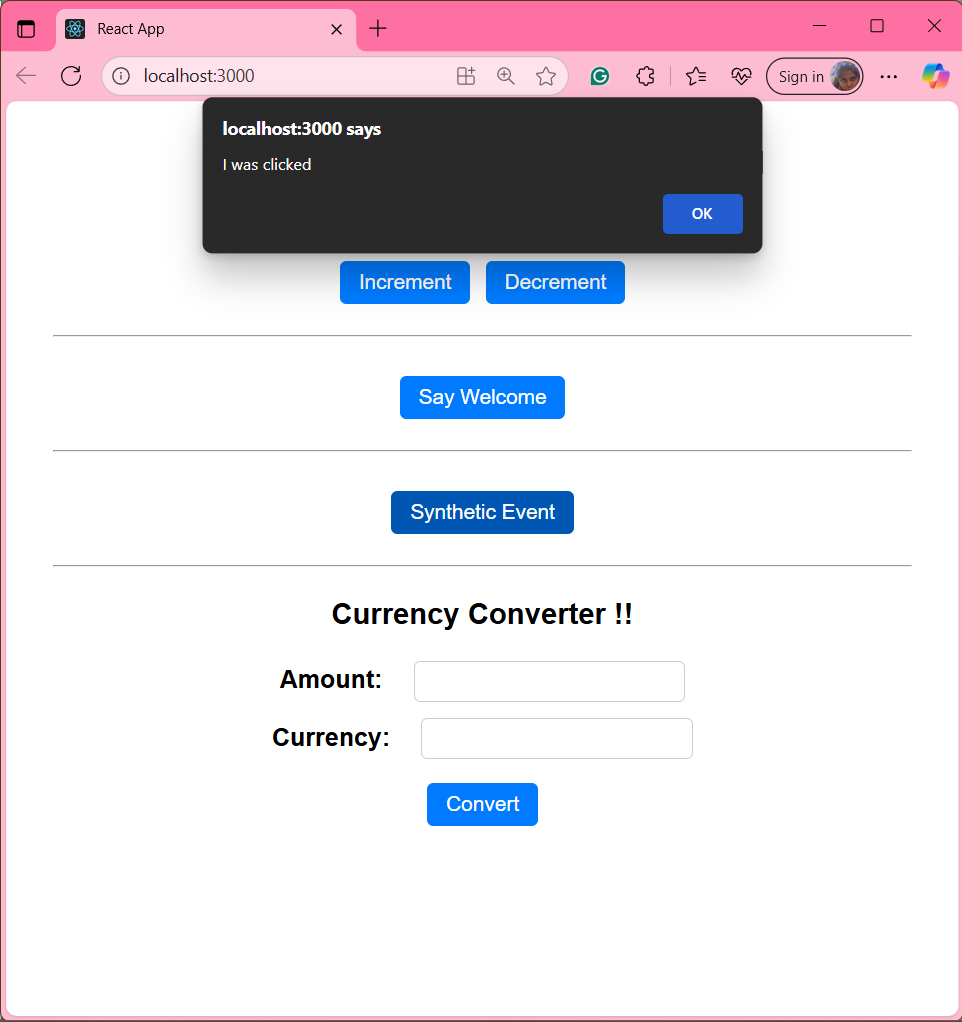 React App
localhost:3000
Sign in
localhost:3000 says
I was clicked
OK
Increment Decrement
Say Welcome
Synthetic Event
Currency Converter !!
Amount:
Currency:
Convert